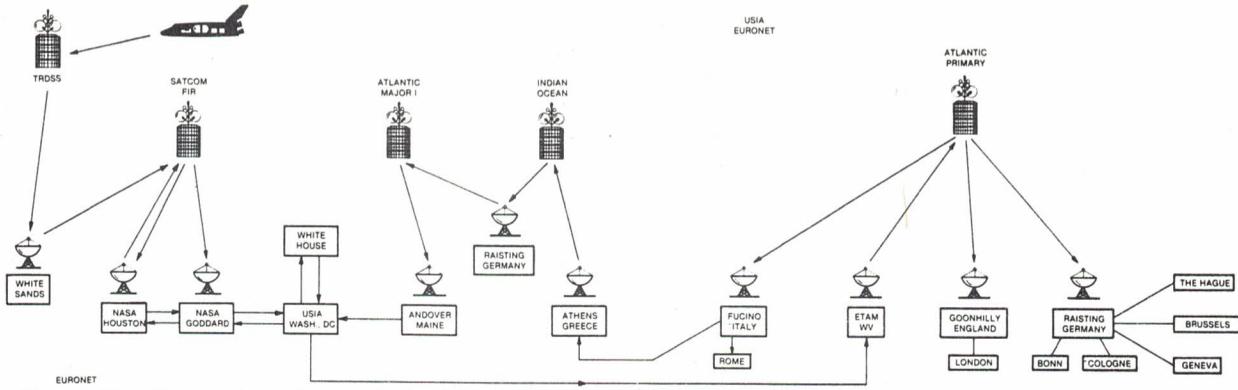 USIA
EURONET
TRDSS
SATCOM
FIR
ATLANTIC
MAJOR I
INDIAN
OCEAN
ATLANTIC
PRIMARY
WHITE
SANDS
NASA
HOUSTON
NASA
GODDARD
WHITE
HOUSE
USIA
WASH., DC
ANDOVER
MAINE
RAISTING
GERMANY
ATHENS
GREECE
FUCINO
ITALY
ROME
ETAM
WV
GOONHILLY
ENGLAND
LONDON
RAISTING
GERMANY
BONN
COLOGNE
THE HAGUE
BRUSSELS
GENEVA
EURONET